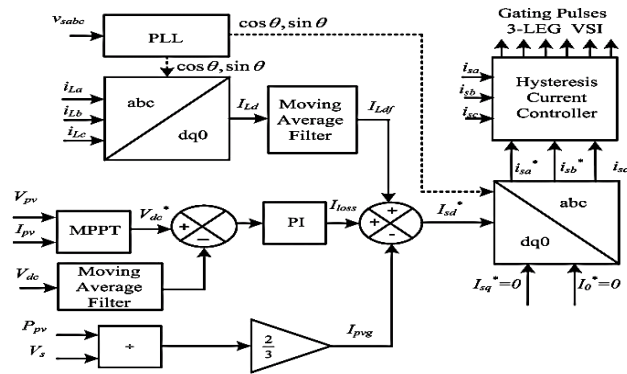 Gating Pulses
3-LEG VSI
v_sabc
PLL
cos θ, sin θ
cos θ, sin θ
i_La
i_Lb
i_Lc
abc
dq0
I_Ld
Moving
Average
Filter
I_Ldf
i_sa
i_sb
i_sc
Hysteresis
Current
Controller
i_sa*
i_sb*
abc
dq0
I_sq*=0
I_0*=0
V_pv
I_pv
MPPT
V_dc*
+
−
PI
I_loss
+
+
-
I_sd*
V_dc
Moving
Average
Filter
P_pv
V_s
÷
2
3
I_pvg